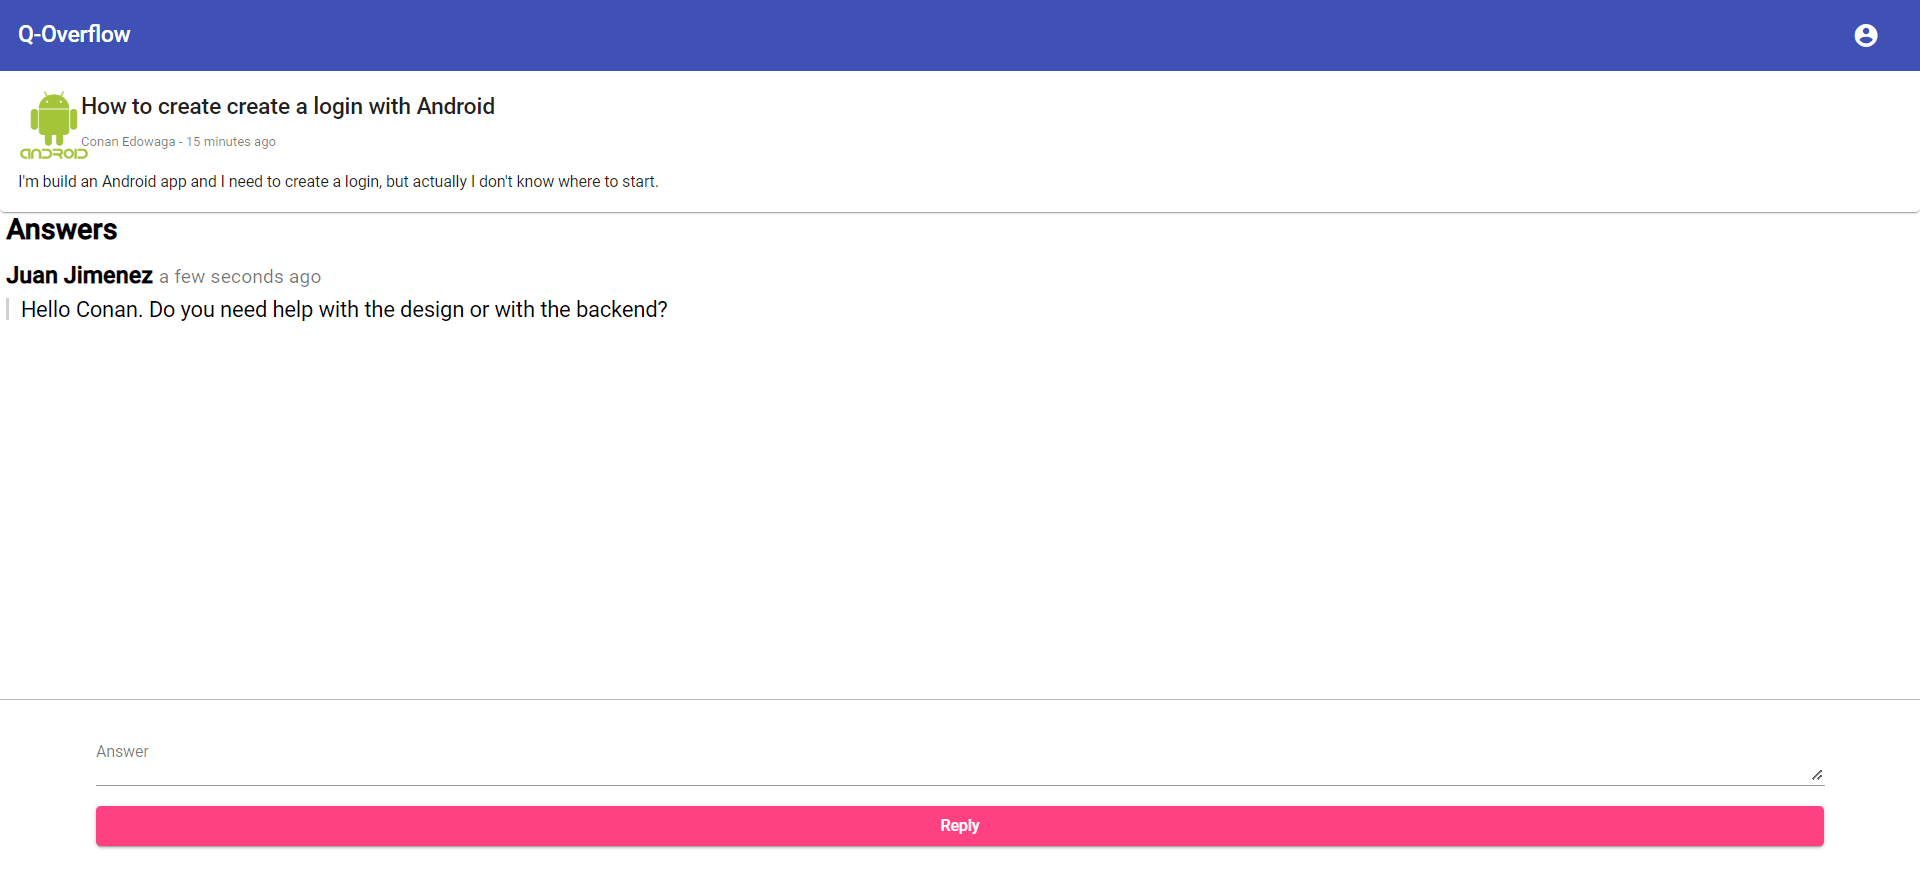 Q-Overflow
How to create create a login with Android
Conan Edowaga - 15 minutes ago
ANDROID
I'm build an Android app and I need to create a login, but actually I don't know where to start.
Answers
Juan Jimenez a few seconds ago
Hello Conan. Do you need help with the design or with the backend?
Answer
Reply